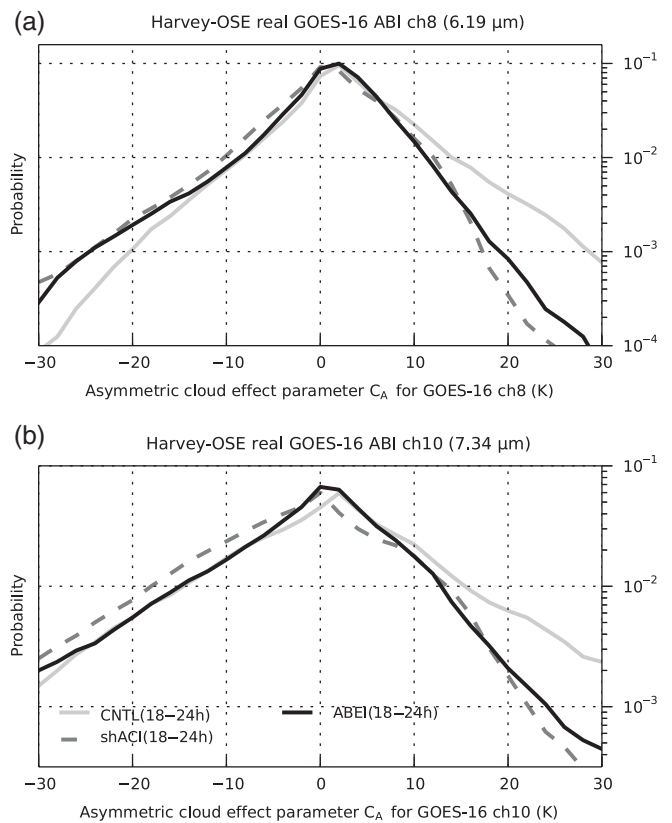 (a)
Harvey-OSE real GOES-16 ABI ch8 (6.19 μm)
Probability
10⁻¹
10⁻²
10⁻³
10⁻⁴
−30 −20 −10 0 10 20 30
Asymmetric cloud effect parameter C_A for GOES-16 ch8 (K)
(b)
Harvey-OSE real GOES-16 ABI ch10 (7.34 μm)
Probability
10⁻¹
10⁻²
10⁻³
CNTL(18−24h) ABEI(18−24h)
shACI(18−24h)
−30 −20 −10 0 10 20 30
Asymmetric cloud effect parameter C_A for GOES-16 ch10 (K)